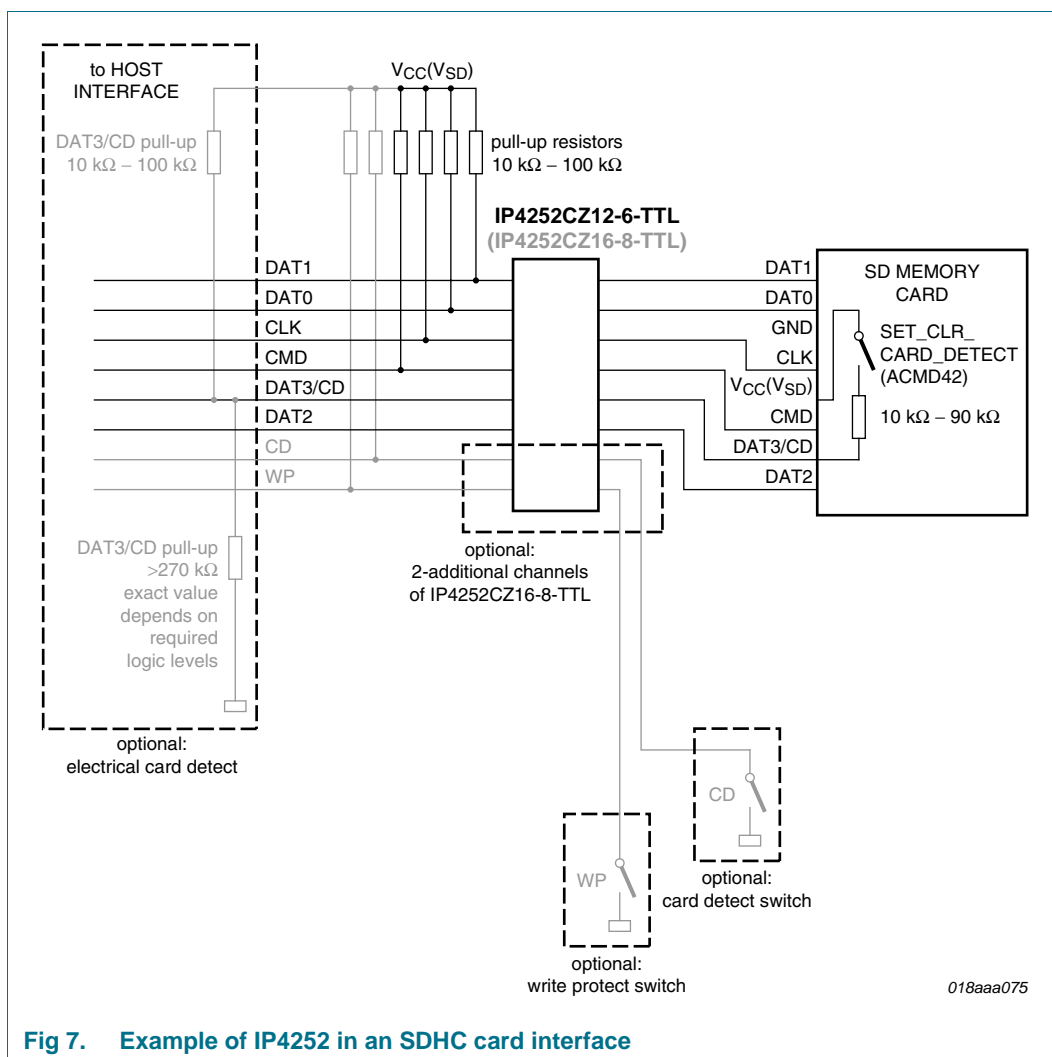 to HOST
INTERFACE
VCC(VSD)
DAT3/CD pull-up
10 kΩ – 100 kΩ
pull-up resistors
10 kΩ – 100 kΩ
IP4252CZ12-6-TTL
(IP4252CZ16-8-TTL)
DAT1
DAT0
CLK
CMD
DAT3/CD
DAT2
CD
WP
DAT1
DAT0
GND
CLK
VCC(VSD)
CMD
DAT3/CD
DAT2
SD MEMORY
CARD
SET_CLR_
CARD_DETECT
(ACMD42)
10 kΩ – 90 kΩ
DAT3/CD pull-up
>270 kΩ
exact value
depends on
required
logic levels
optional:
2-additional channels
of IP4252CZ16-8-TTL
optional:
electrical card detect
CD
optional:
card detect switch
WP
optional:
write protect switch
018aaa075
Fig 7. Example of IP4252 in an SDHC card interface